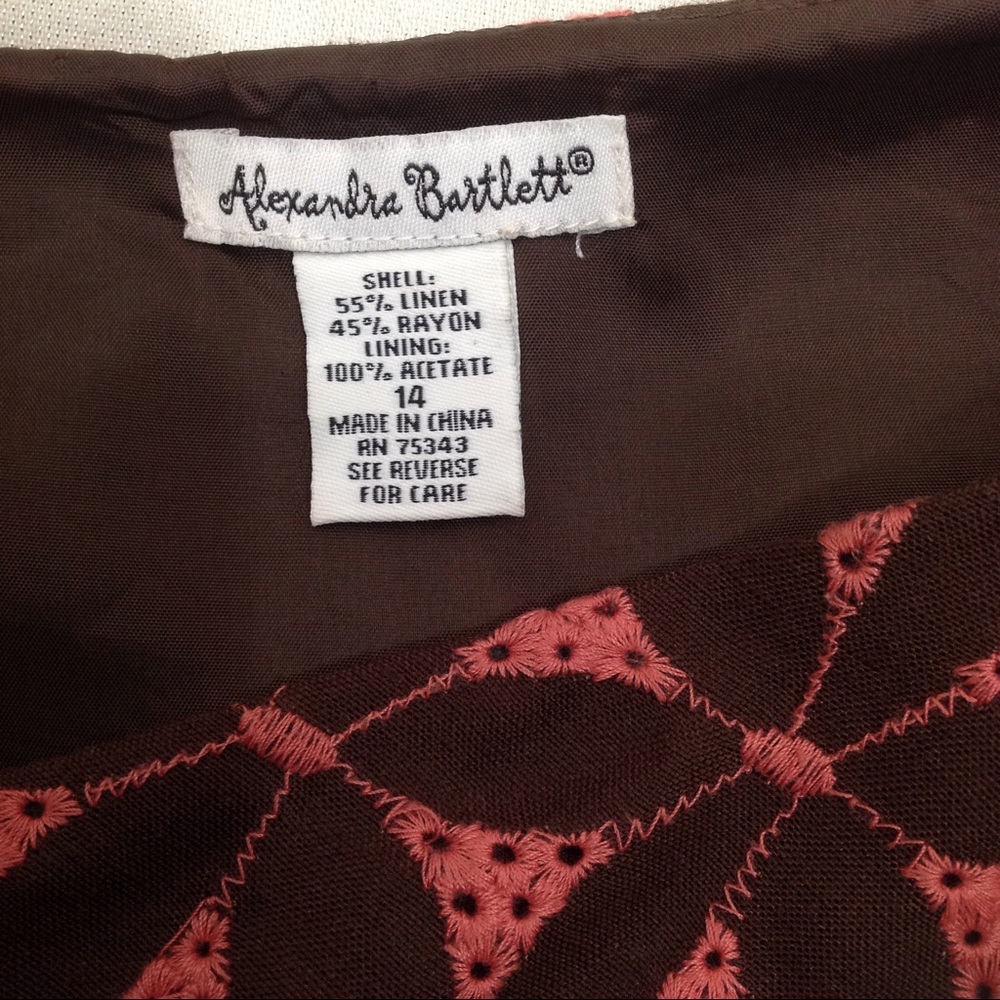 Alexandra Bartlett®
SHELL:
55% LINEN
45% RAYON
LINING:
100% ACETATE
14
MADE IN CHINA
RN 75343
SEE REVERSE
FOR CARE